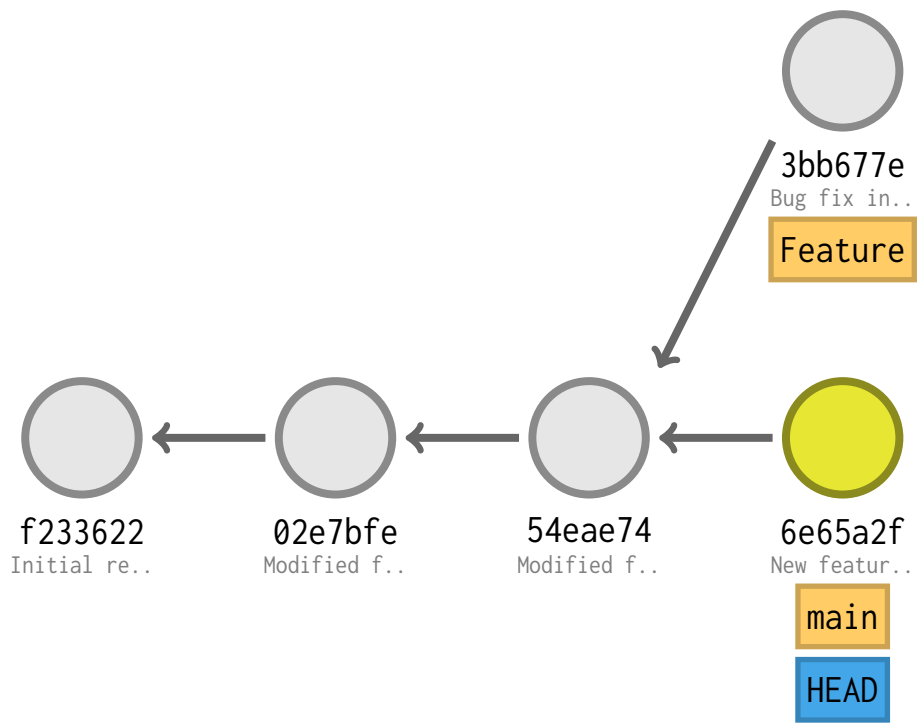 3bb677e
Bug fix in..
Feature
f233622
Initial re..
02e7bfe
Modified f..
54eae74
Modified f..
6e65a2f
New featur..
main
HEAD